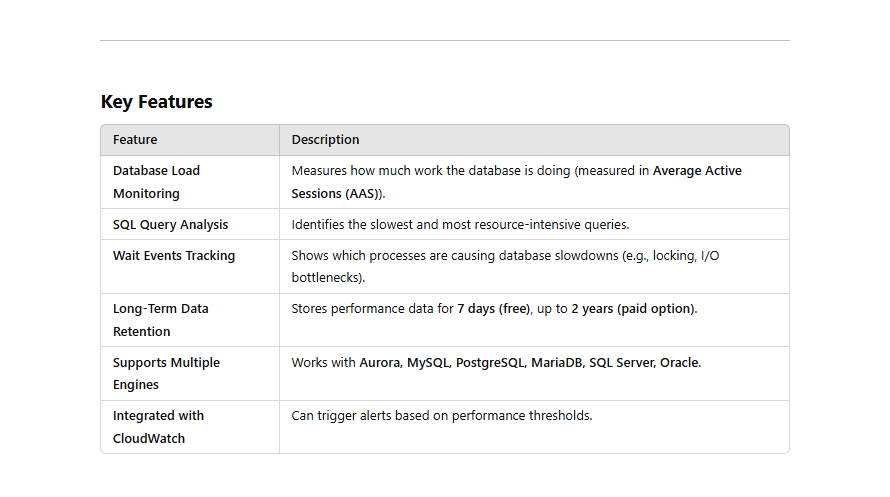 Key Features
Feature Description
Database Load Measures how much work the database is doing (measured in Average Active
Monitoring Sessions (AAS)).
SQL Query Analysis Identifies the slowest and most resource-intensive queries.
Wait Events Tracking Shows which processes are causing database slowdowns (e.g., locking, I/O
bottlenecks).
Long-Term Data Stores performance data for 7 days (free), up to 2 years (paid option).
Retention
Supports Multiple Works with Aurora, MySQL, PostgreSQL, MariaDB, SQL Server, Oracle.
Engines
Integrated with Can trigger alerts based on performance thresholds.
CloudWatch